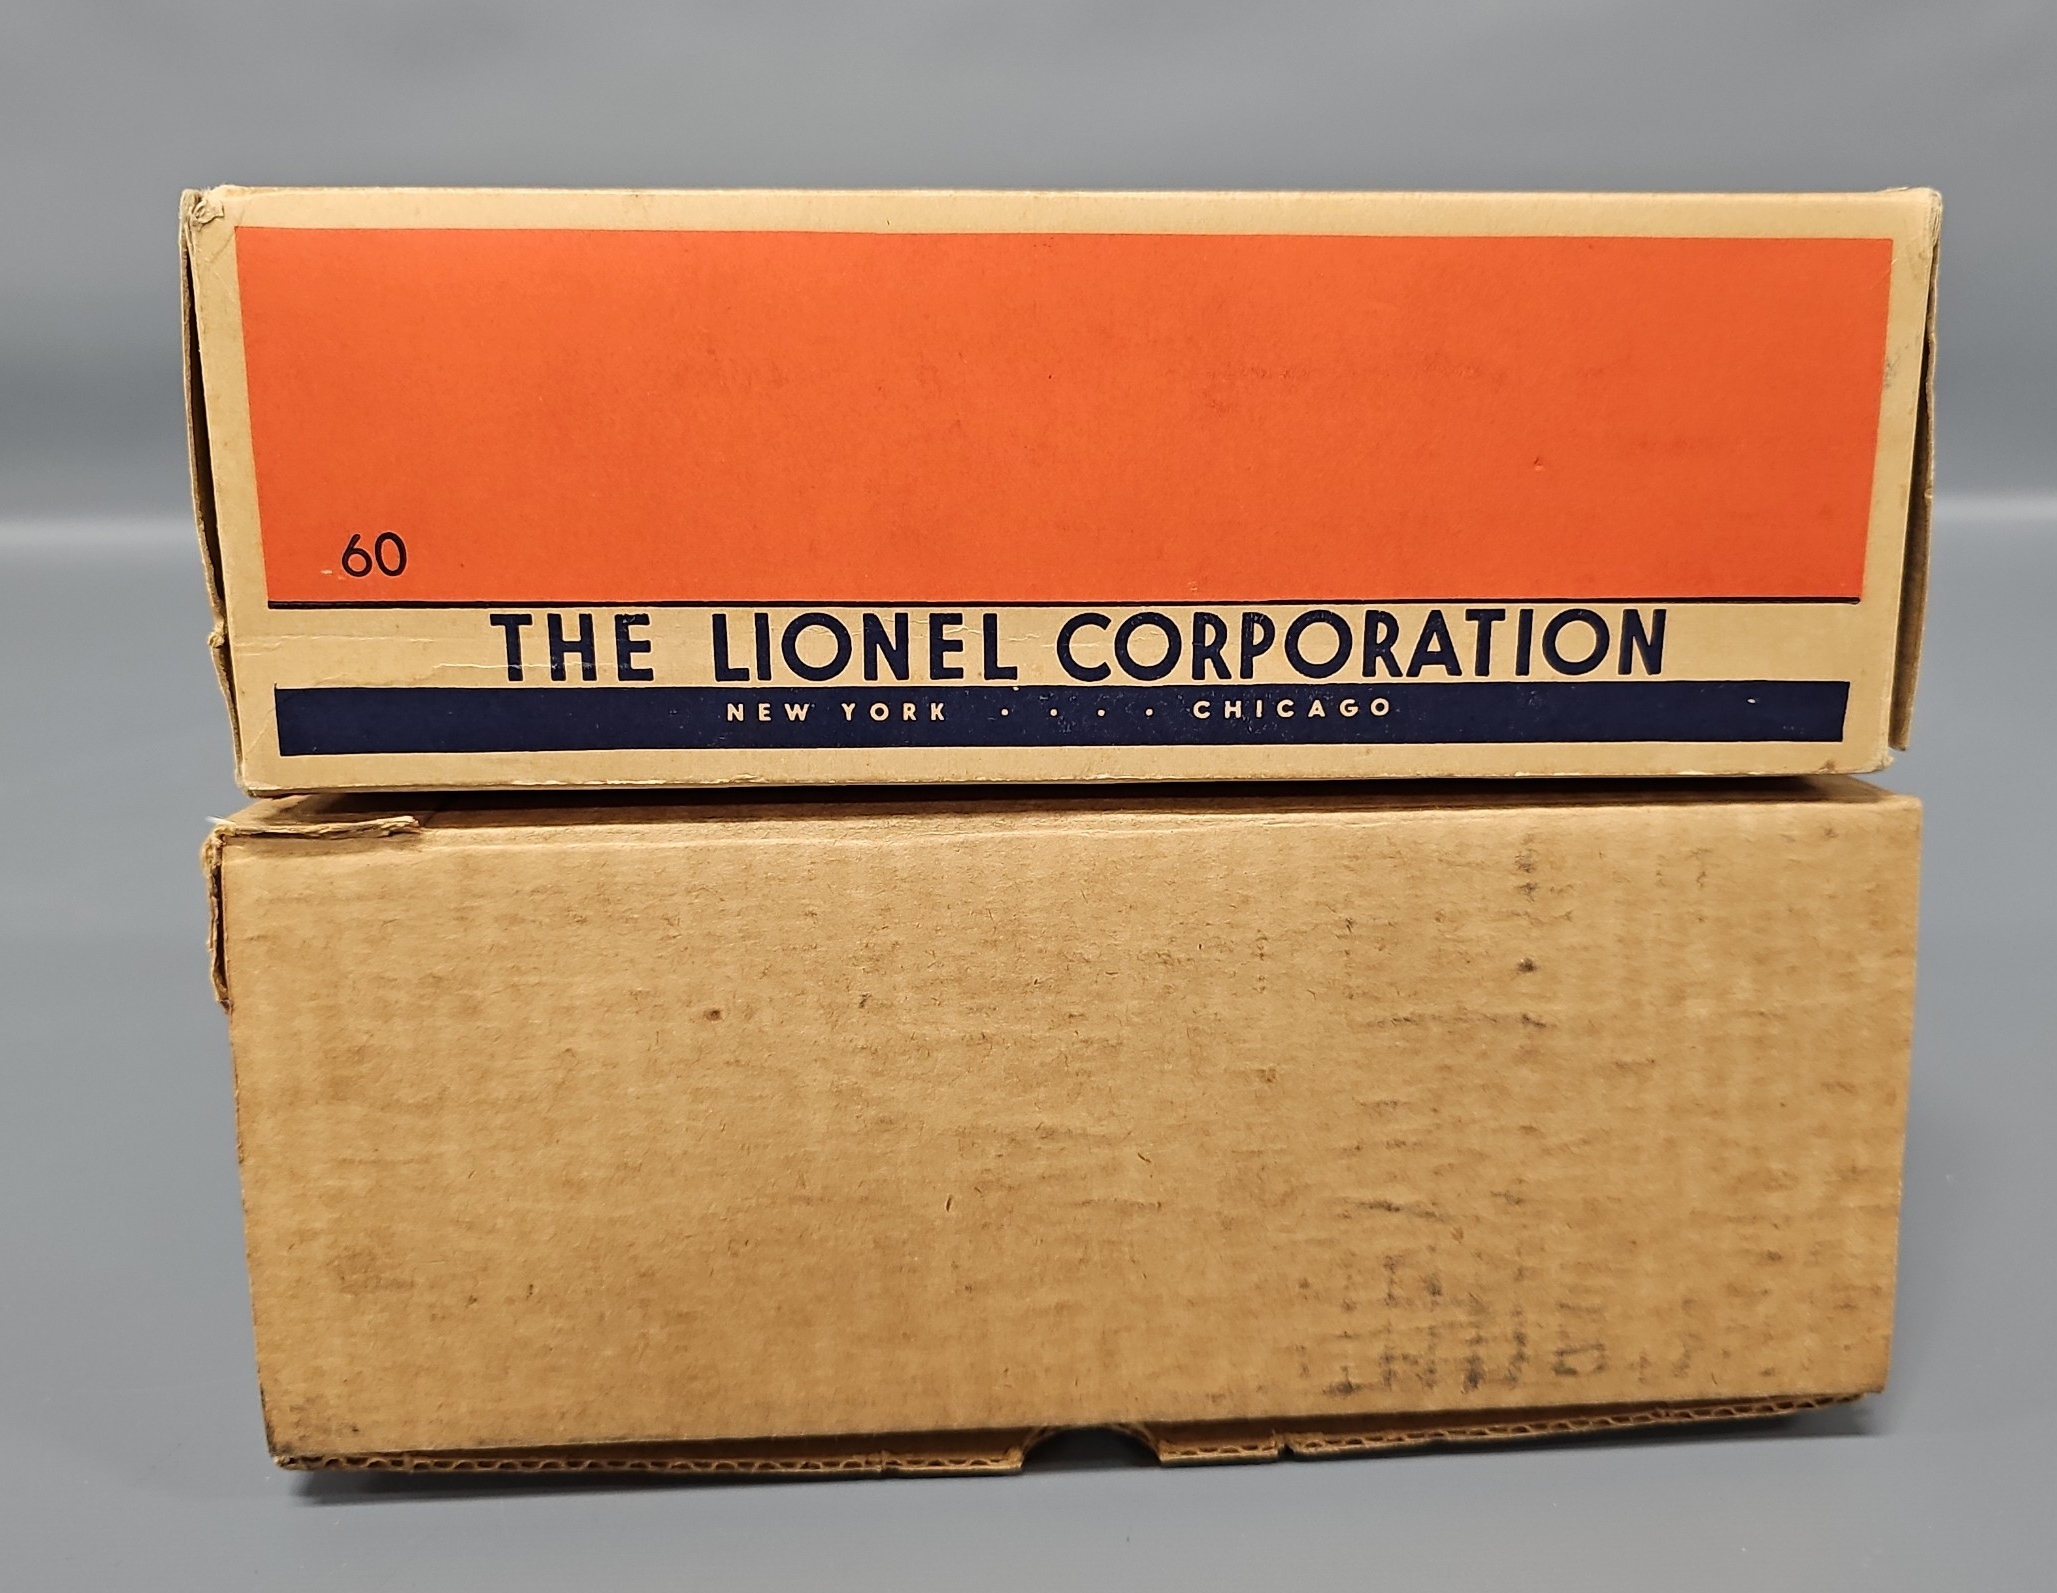 60
THE LIONEL CORPORATION
NEW YORK . . . . CHICAGO